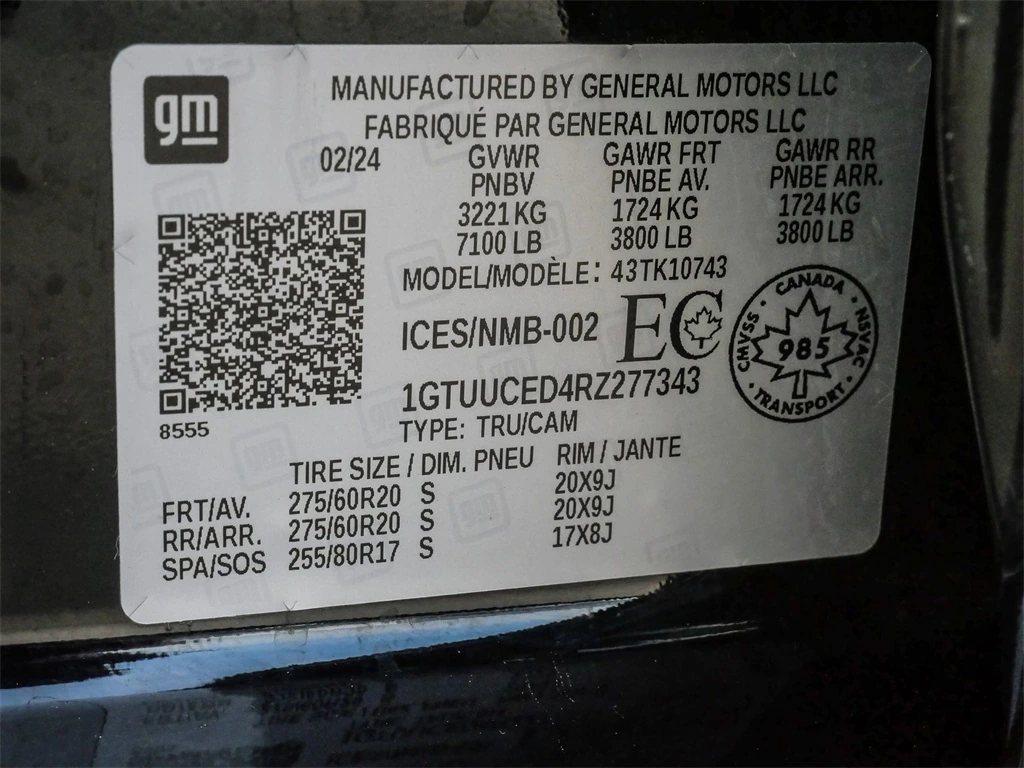 gm
MANUFACTURED BY GENERAL MOTORS LLC
FABRIQUÉ PAR GENERAL MOTORS LLC
02/24 GVWR GAWR FRT GAWR RR
PNBV PNBE AV. PNBE ARR.
3221 KG 1724 KG 1724 KG
7100 LB 3800 LB 3800 LB
MODEL/MODÈLE: 43TK10743
ICES/NMB-002 EC
CANADA
CMVSS NSVAC
985
TRANSPORT
1GTUUCED4RZ277343
8555
TYPE: TRU/CAM
TIRE SIZE / DIM. PNEU RIM / JANTE
FRT/AV. 275/60R20 S 20X9J
RR/ARR. 275/60R20 S 20X9J
SPA/SOS 255/80R17 S 17X8J